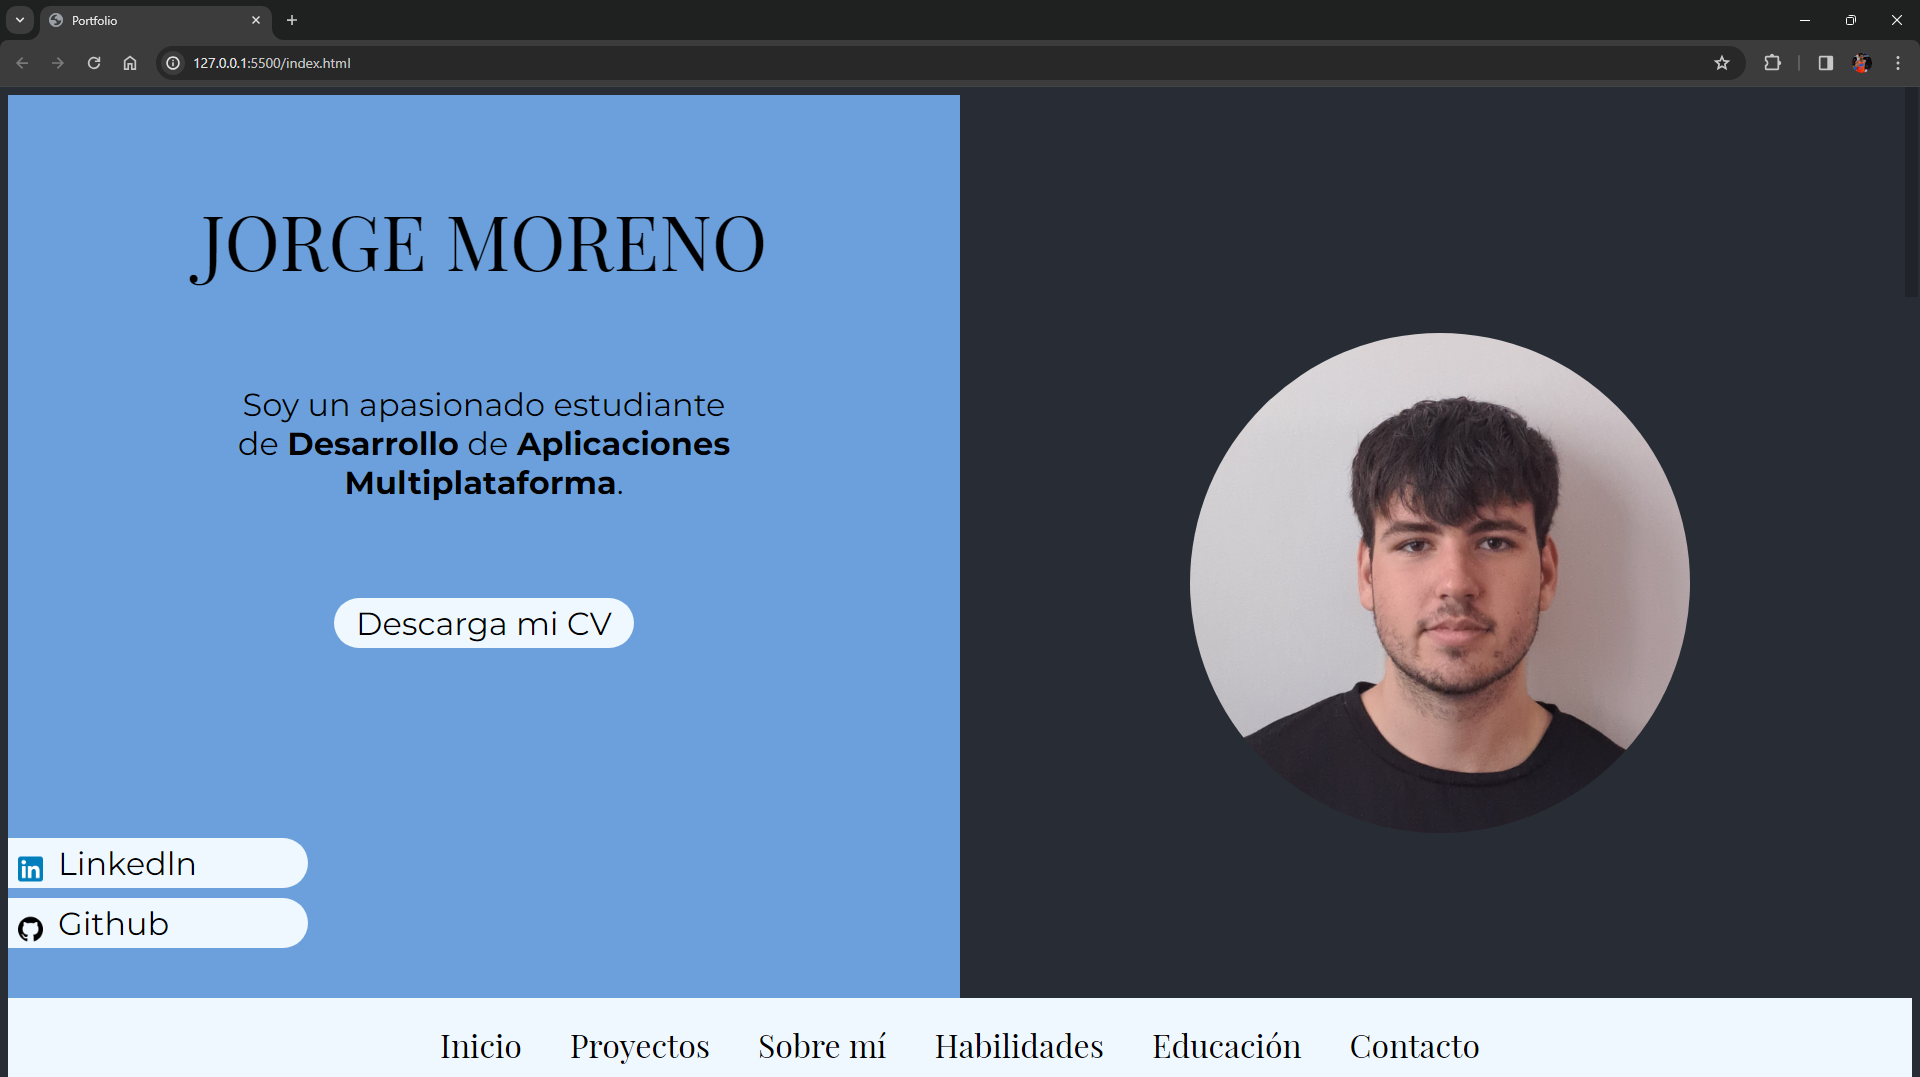 Portfolio
127.0.0.1:5500/index.html
JORGE MORENO
Soy un apasionado estudiante
de Desarrollo de Aplicaciones
Multiplataforma.
Descarga mi CV
in LinkedIn
Github
Inicio Proyectos Sobre mí Habilidades Educación Contacto